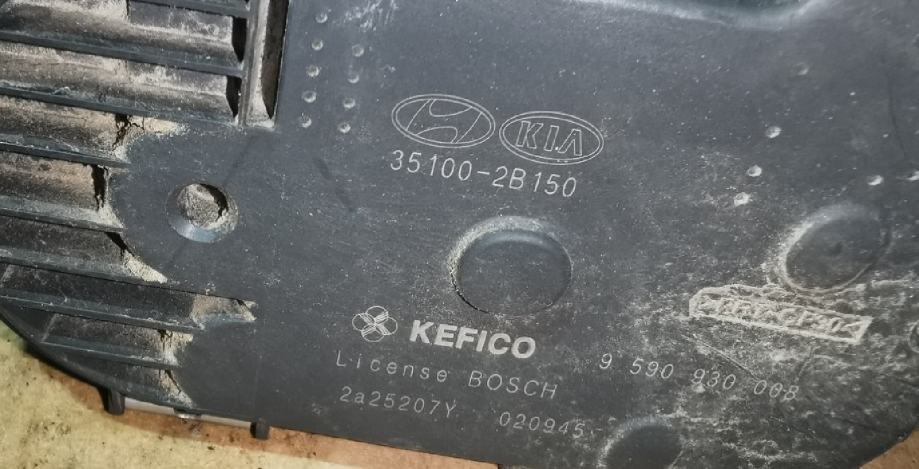 KIA
35100-2B150
KEFICO
9 590 930 008
License BOSCH
2a25207Y 020945